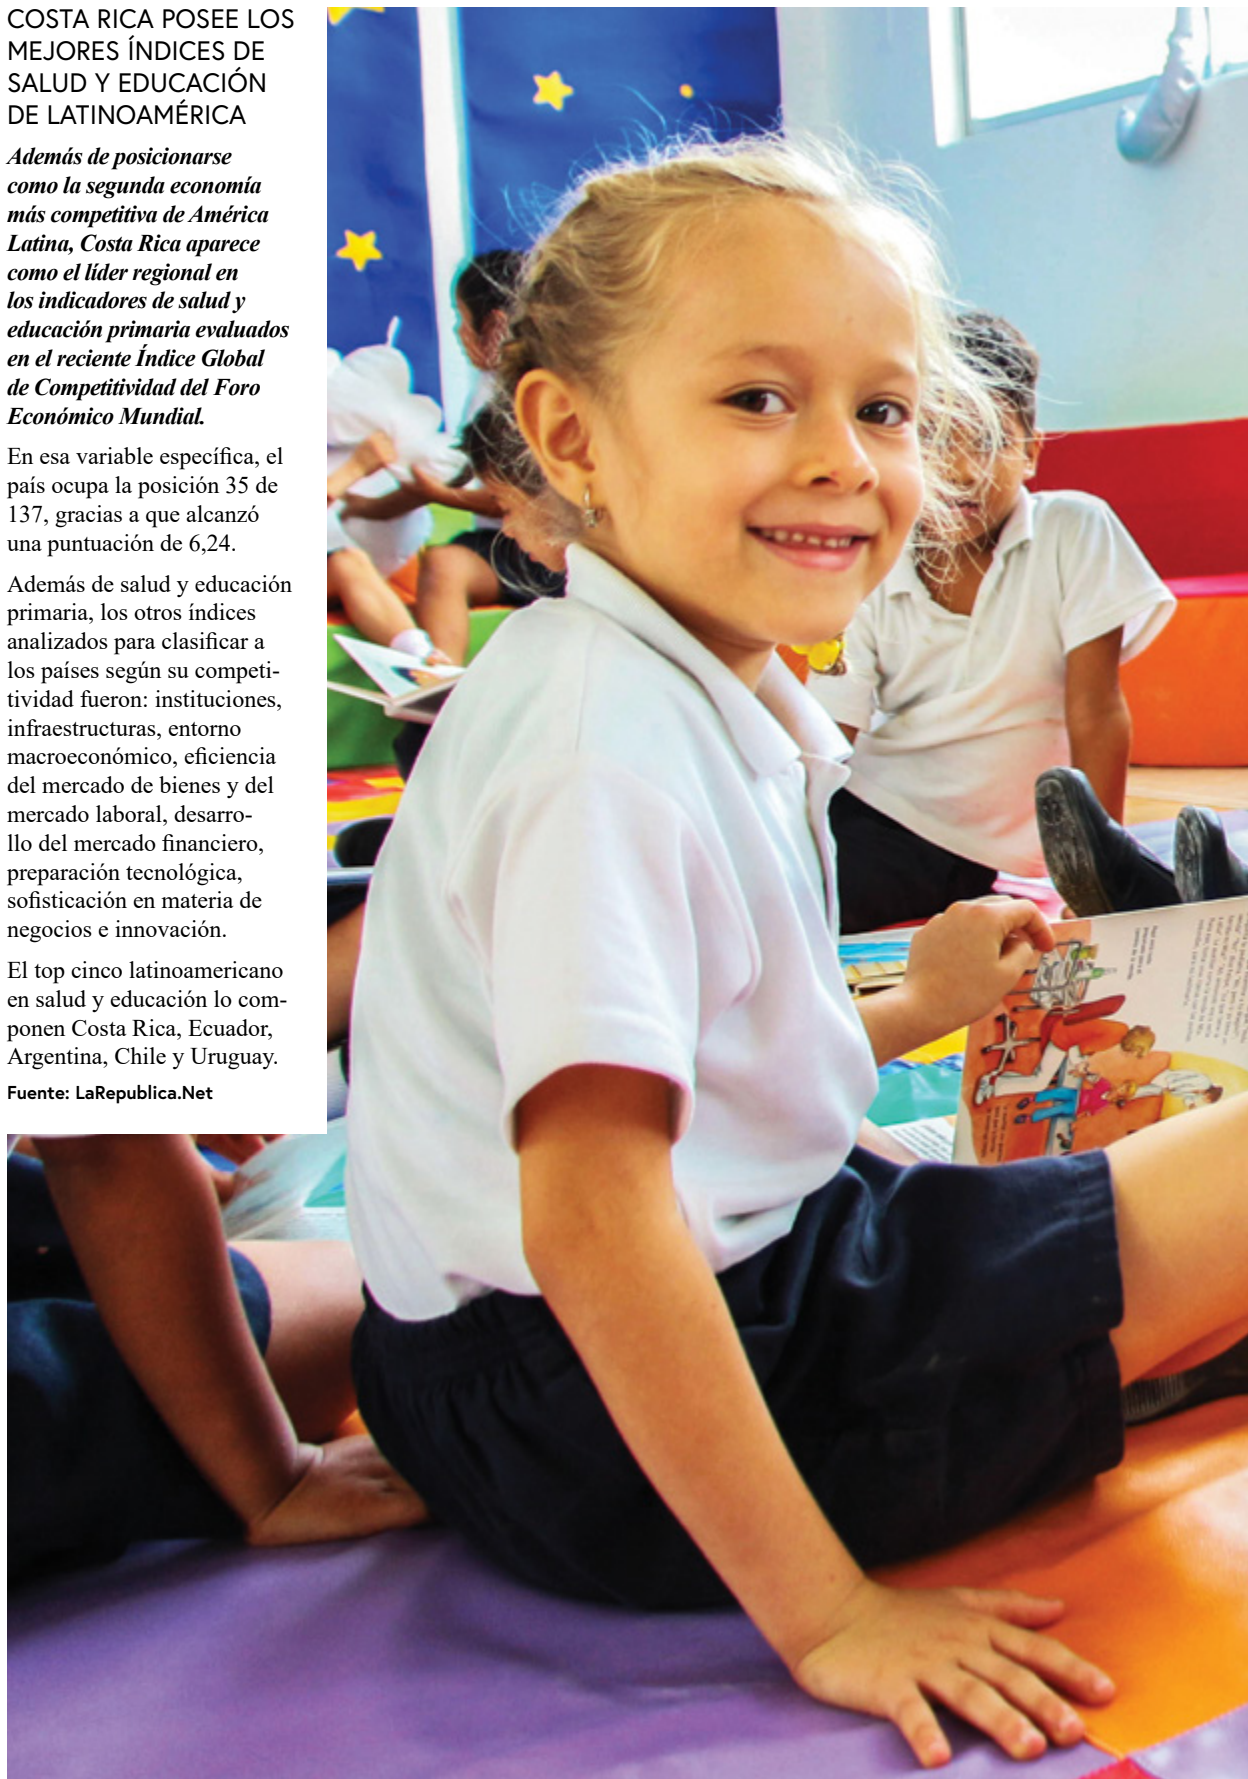 COSTA RICA POSEE LOS
MEJORES ÍNDICES DE
SALUD Y EDUCACIÓN
DE LATINOAMÉRICA
Además de posicionarse
como la segunda economía
más competitiva de América
Latina, Costa Rica aparece
como el líder regional en
los indicadores de salud y
educación primaria evaluados
en el reciente Índice Global
de Competitividad del Foro
Económico Mundial.
En esa variable específica, el
país ocupa la posición 35 de
137, gracias a que alcanzó
una puntuación de 6,24.
Además de salud y educación
primaria, los otros índices
analizados para clasificar a
los países según su competi-
tividad fueron: instituciones,
infraestructuras, entorno
macroeconómico, eficiencia
del mercado de bienes y del
mercado laboral, desarro-
llo del mercado financiero,
preparación tecnológica,
sofisticación en materia de
negocios e innovación.
El top cinco latinoamericano
en salud y educación lo com-
ponen Costa Rica, Ecuador,
Argentina, Chile y Uruguay.
Fuente: LaRepublica.Net